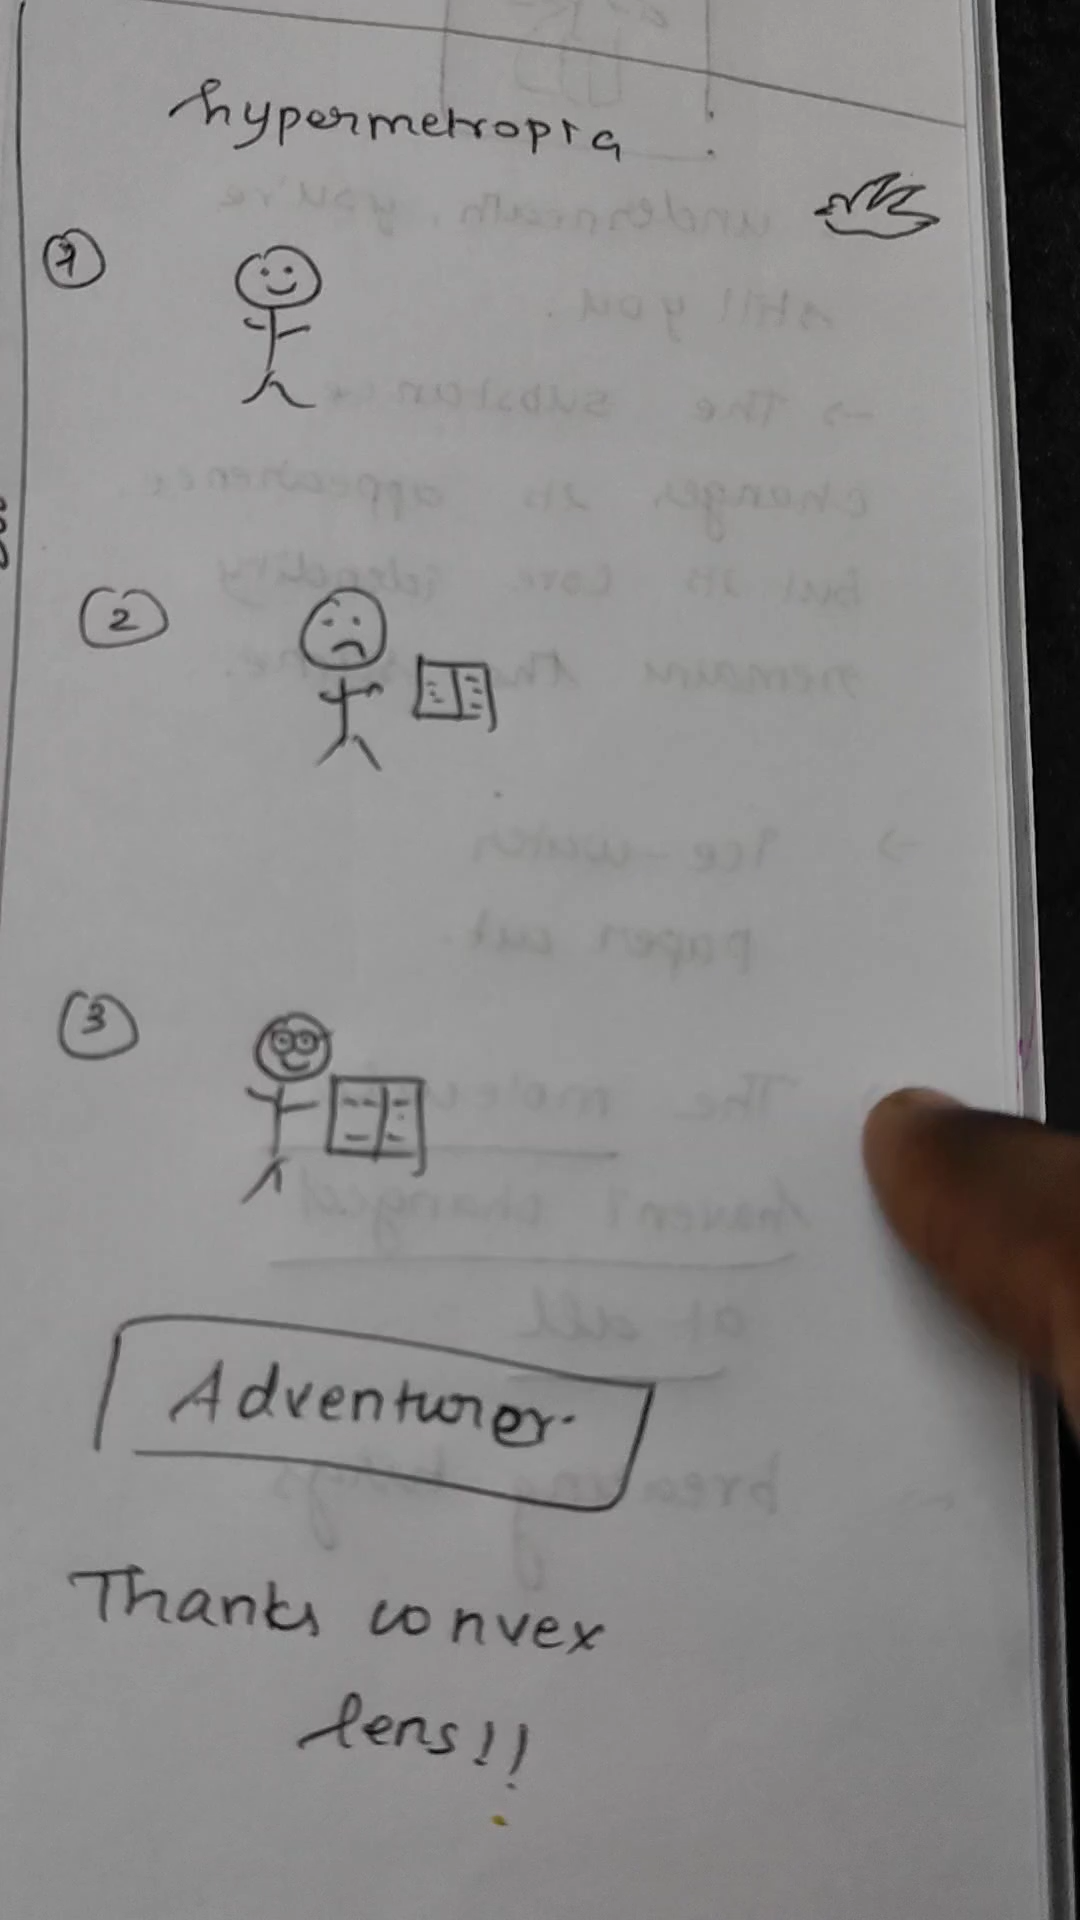 hypermetropia
1
2
3
Adventurer.
Thanks convex
lens!!